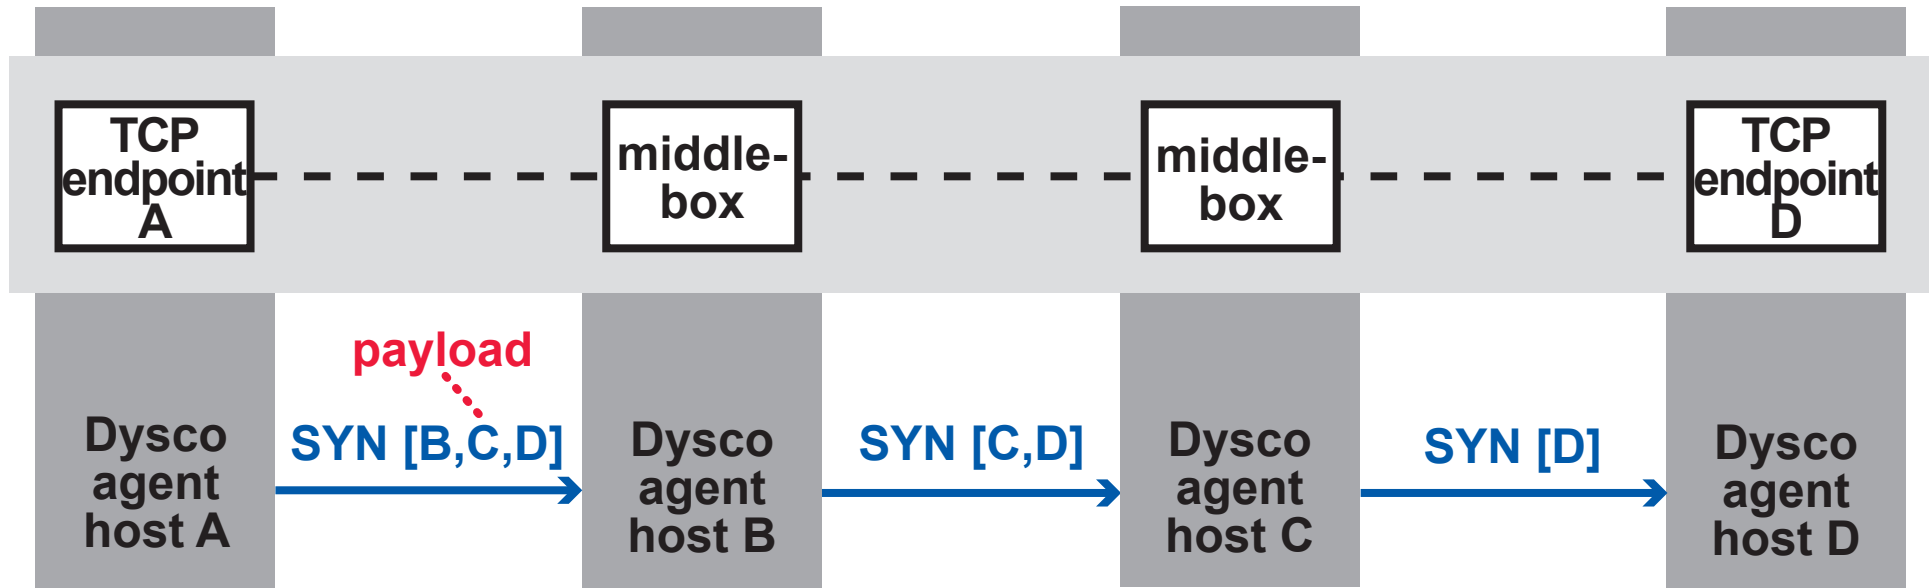 TCP
endpoint
A
middle-
box
middle-
box
TCP
endpoint
D
payload
SYN [B,C,D]
SYN [C,D]
SYN [D]
Dysco
agent
host A
Dysco
agent
host B
Dysco
agent
host C
Dysco
agent
host D